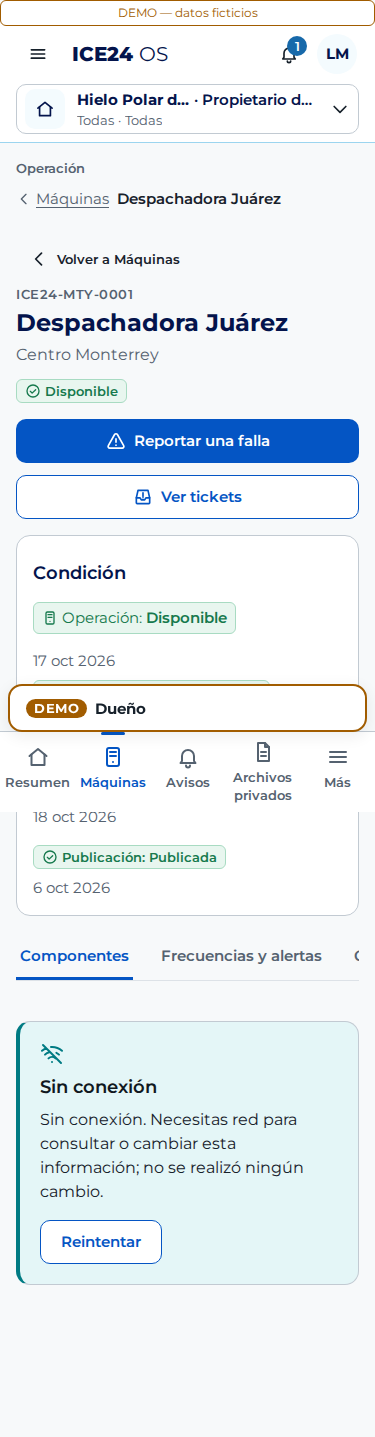 DEMO — datos ficticios
ICE24 OS
1
LM
Hielo Polar d... · Propietario d...
Todas · Todas
Operación
Máquinas Despachadora Juárez
Volver a Máquinas
ICE24-MTY-0001
Despachadora Juárez
Centro Monterrey
Disponible
Reportar una falla
Ver tickets
Condición
Operación: Disponible
17 oct 2026
DEMO Dueño
Resumen
Máquinas
Avisos
Archivos privados
Más
18 oct 2026
Publicación: Publicada
6 oct 2026
Componentes
Frecuencias y alertas
Sin conexión
Sin conexión. Necesitas red para
consultar o cambiar esta
información; no se realizó ningún
cambio.
Reintentar